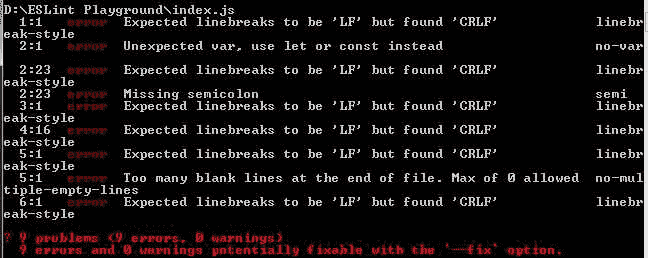 D:\ESLint Playground\index.js
1:1 error Expected linebreaks to be 'LF' but found 'CRLF' linebr
eak-style
2:1 error Unexpected var, use let or const instead no-var
2:23 error Expected linebreaks to be 'LF' but found 'CRLF' linebr
eak-style
2:23 error Missing semicolon semi
3:1 error Expected linebreaks to be 'LF' but found 'CRLF' linebr
eak-style
4:16 error Expected linebreaks to be 'LF' but found 'CRLF' linebr
eak-style
5:1 error Expected linebreaks to be 'LF' but found 'CRLF' linebr
eak-style
5:1 error Too many blank lines at the end of file. Max of 0 allowed no-mul
tiple-empty-lines
6:1 error Expected linebreaks to be 'LF' but found 'CRLF' linebr
eak-style
? 9 problems (9 errors, 0 warnings)
9 errors and 0 warnings potentially fixable with the `--fix` option.